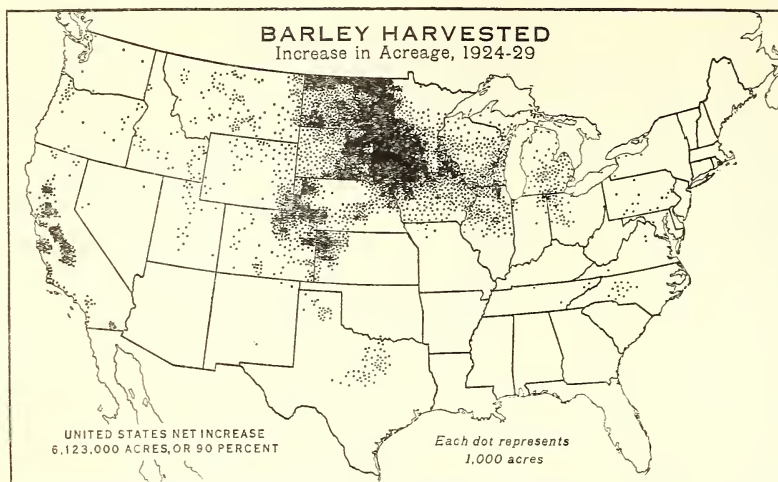 BARLEY HARVESTED
Increase in Acreage, 1924-29
UNITED STATES NET INCREASE
6,123,000 ACRES, OR 90 PERCENT
Each dot represents
1,000 acres